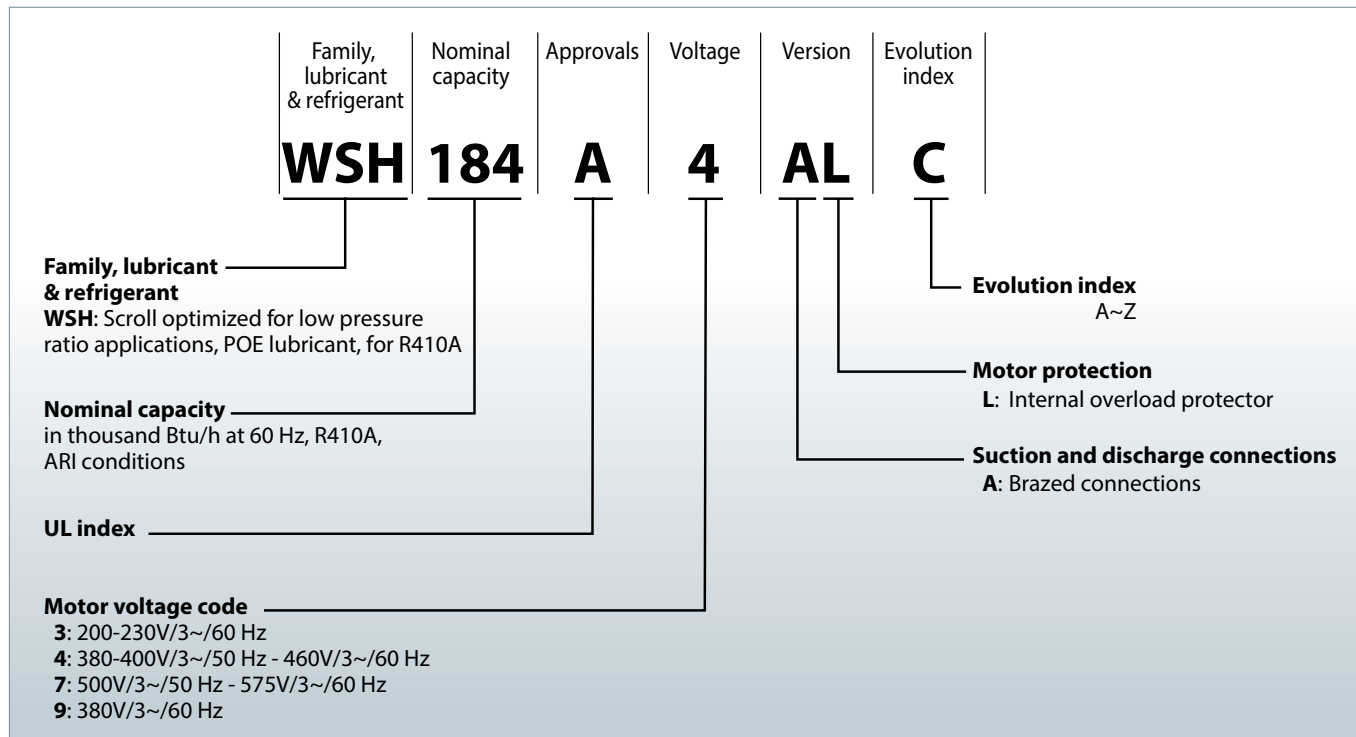 Family,
lubricant
& refrigerant
Nominal
capacity
Approvals
Voltage
Version
Evolution
index
WSH 184 A 4 AL C
Family, lubricant
& refrigerant
WSH: Scroll optimized for low pressure
ratio applications, POE lubricant, for R410A
Nominal capacity
in thousand Btu/h at 60 Hz, R410A,
ARI conditions
UL index
Motor voltage code
3: 200-230V/3~/60 Hz
4: 380-400V/3~/50 Hz - 460V/3~/60 Hz
7: 500V/3~/50 Hz - 575V/3~/60 Hz
9: 380V/3~/60 Hz
Evolution index
A~Z
Motor protection
L: Internal overload protector
Suction and discharge connections
A: Brazed connections